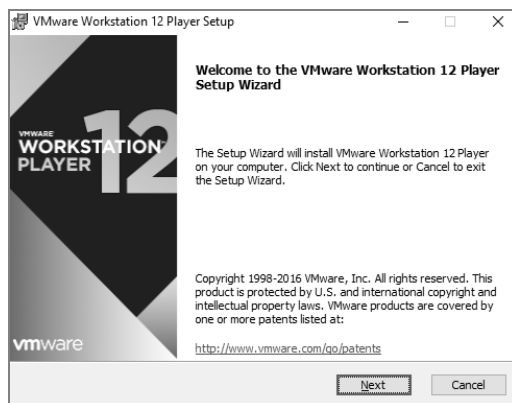 VMware Workstation 12 Player Setup
Welcome to the VMware Workstation 12 Player
Setup Wizard
VMWARE
WORKSTATION
PLAYER
12
The Setup Wizard will install VMware Workstation 12 Player
on your computer. Click Next to continue or Cancel to exit
the Setup Wizard.
Copyright 1998-2016 VMware, Inc. All rights reserved. This
product is protected by U.S. and international copyright and
intellectual property laws. VMware products are covered by
one or more patents listed at:
http://www.vmware.com/go/patents
vmware
Next
Cancel